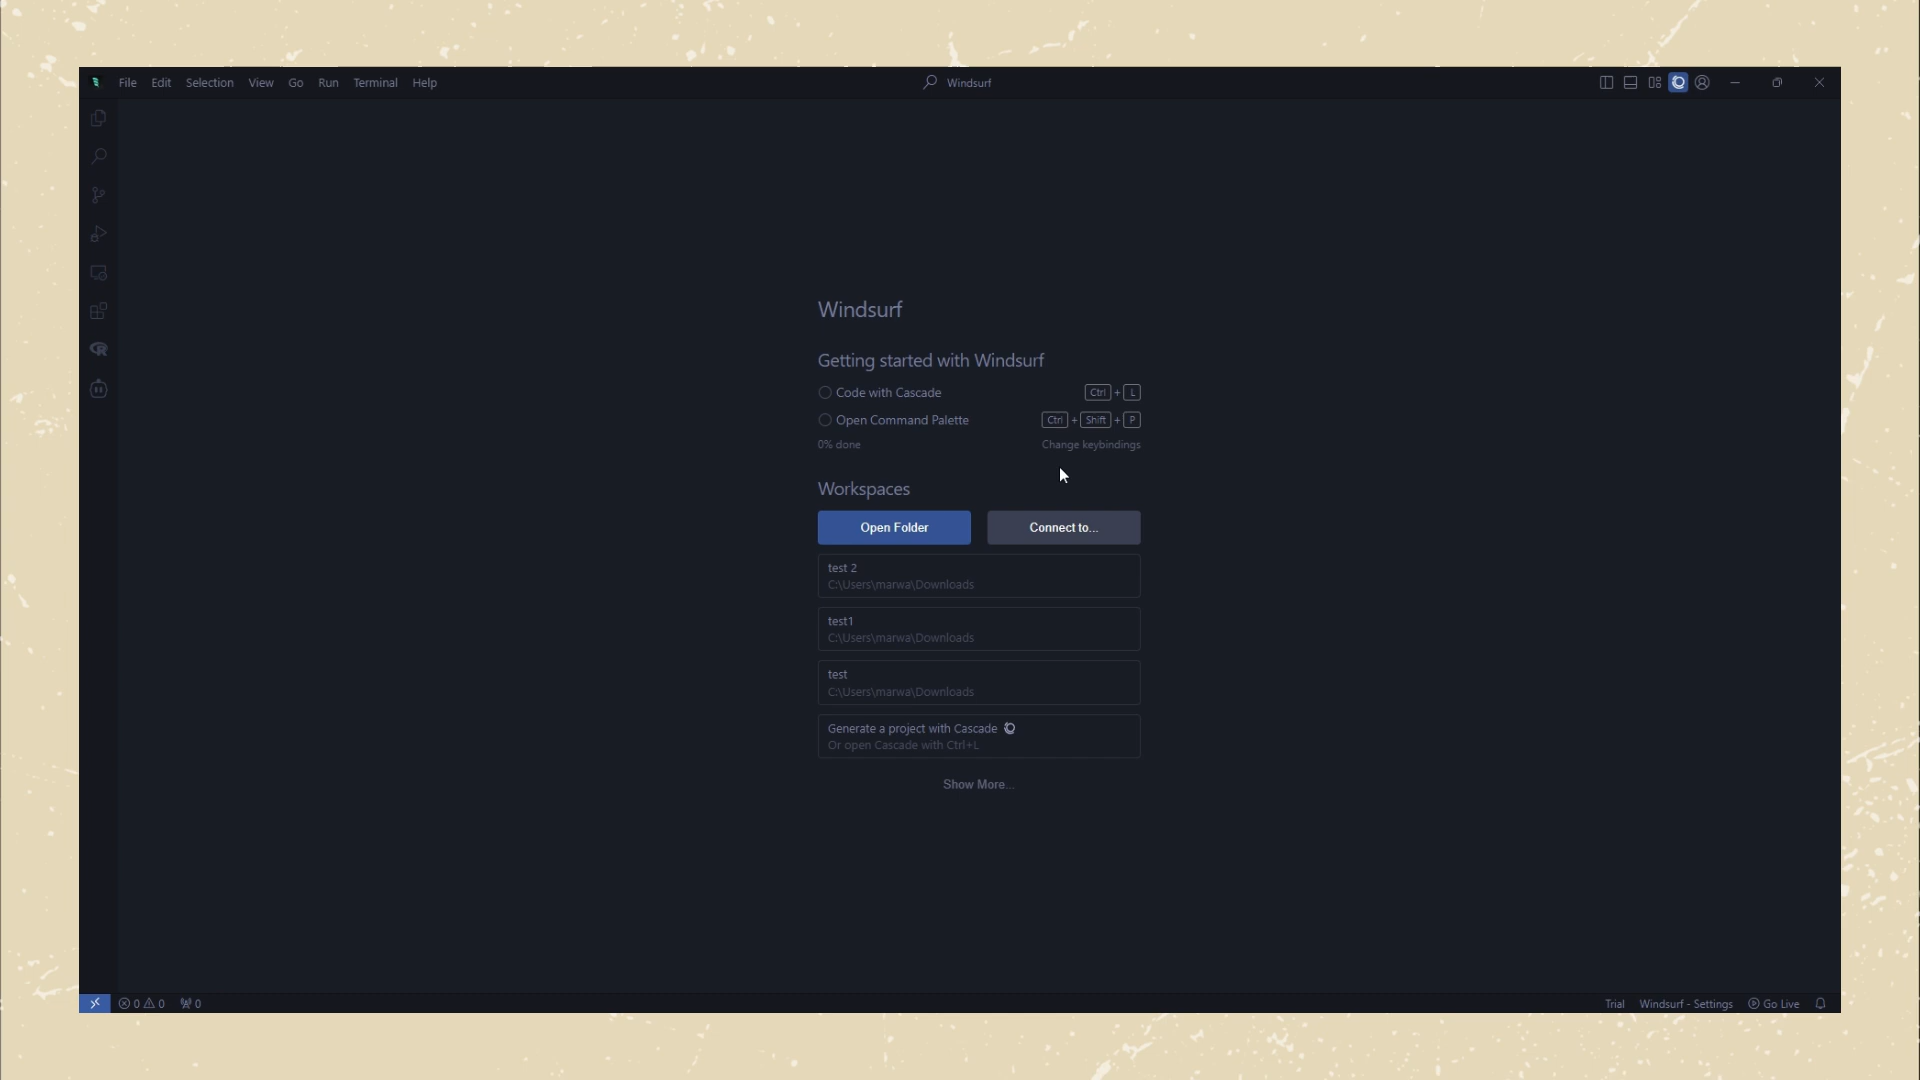 File Edit Selection View Go Run Terminal Help
Windsurf
Windsurf
Getting started with Windsurf
Code with Cascade Ctrl + L
Open Command Palette Ctrl + Shift + P
0% done Change keybindings
Workspaces
Open Folder Connect to...
test 2
C:\Users\marwa\Downloads
test1
C:\Users\marwa\Downloads
test
C:\Users\marwa\Downloads
Generate a project with Cascade
Or open Cascade with Ctrl+L
Show More...
0 0 0 Trial Windsurf - Settings Go Live